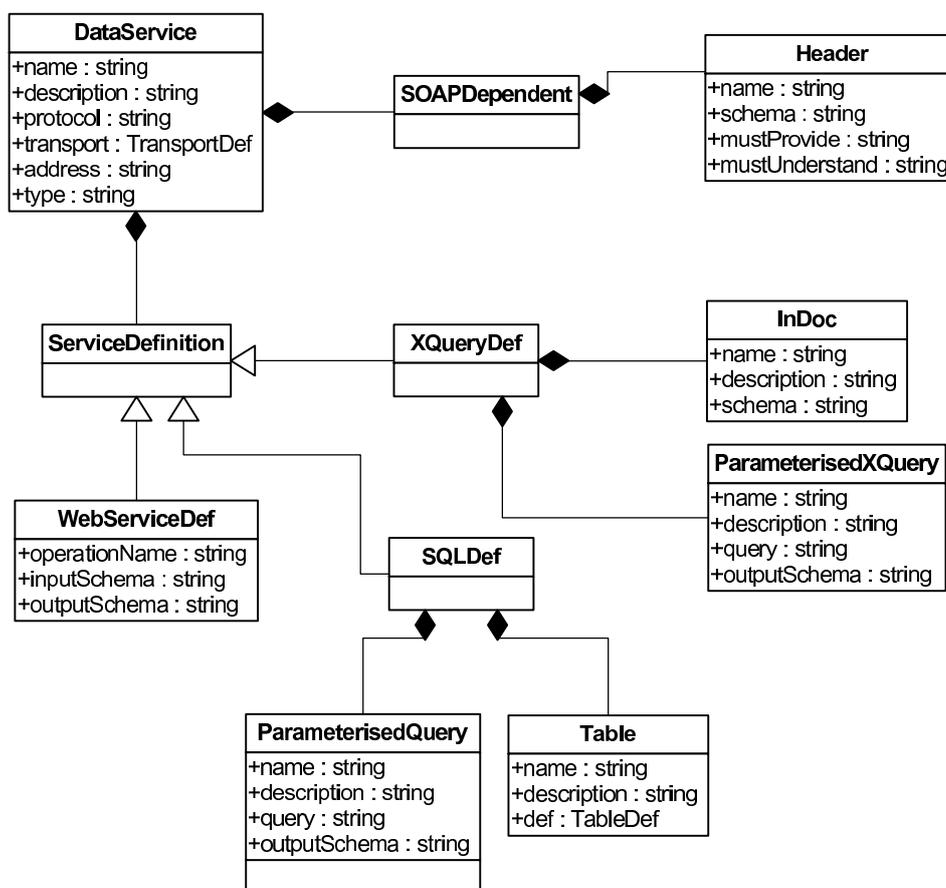 DataService
+name : string
+description : string
+protocol : string
+transport : TransportDef
+address : string
+type : string
SOAPDependent
Header
+name : string
+schema : string
+mustProvide : string
+mustUnderstand : string
ServiceDefinition
XQueryDef
InDoc
+name : string
+description : string
+schema : string
ParameterisedXQuery
+name : string
+description : string
+query : string
+outputSchema : string
WebServiceDef
+operationName : string
+inputSchema : string
+outputSchema : string
SQLDef
ParameterisedQuery
+name : string
+description : string
+query : string
+outputSchema : string
Table
+name : string
+description : string
+def : TableDef